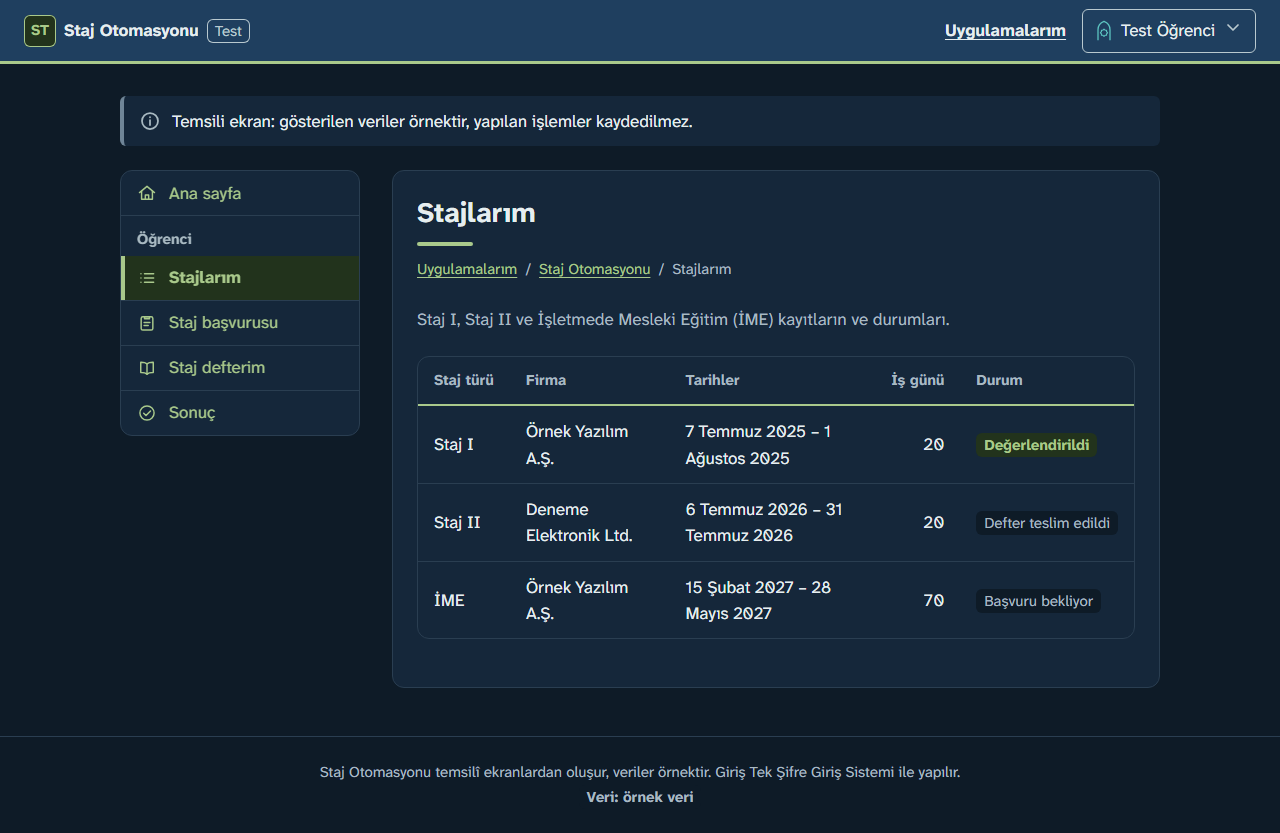 ST Staj Otomasyonu Test
Uygulamalarım
Test Öğrenci
Temsili ekran: gösterilen veriler örnektir, yapılan işlemler kaydedilmez.
Ana sayfa
Öğrenci
Stajlarım
Staj başvurusu
Staj defterim
Sonuç
Stajlarım
Uygulamalarım / Staj Otomasyonu / Stajlarım
Staj I, Staj II ve İşletmede Mesleki Eğitim (İME) kayıtların ve durumları.
Staj türü Firma Tarihler İş günü Durum
Staj I Örnek Yazılım A.Ş. 7 Temmuz 2025 – 1 Ağustos 2025 20 Değerlendirildi
Staj II Deneme Elektronik Ltd. 6 Temmuz 2026 – 31 Temmuz 2026 20 Defter teslim edildi
İME Örnek Yazılım A.Ş. 15 Şubat 2027 – 28 Mayıs 2027 70 Başvuru bekliyor
Staj Otomasyonu temsilî ekranlardan oluşur, veriler örnektir. Giriş Tek Şifre Giriş Sistemi ile yapılır.
Veri: örnek veri